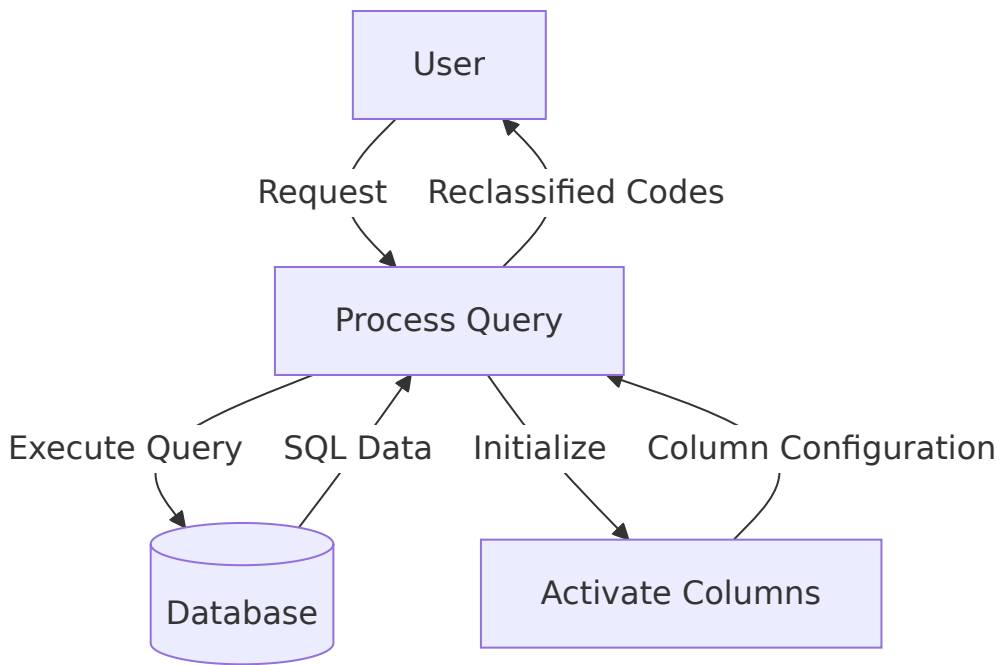 User
Request
Reclassified Codes
Process Query
Execute Query
SQL Data
Initialize
Column Configuration
Database
Activate Columns